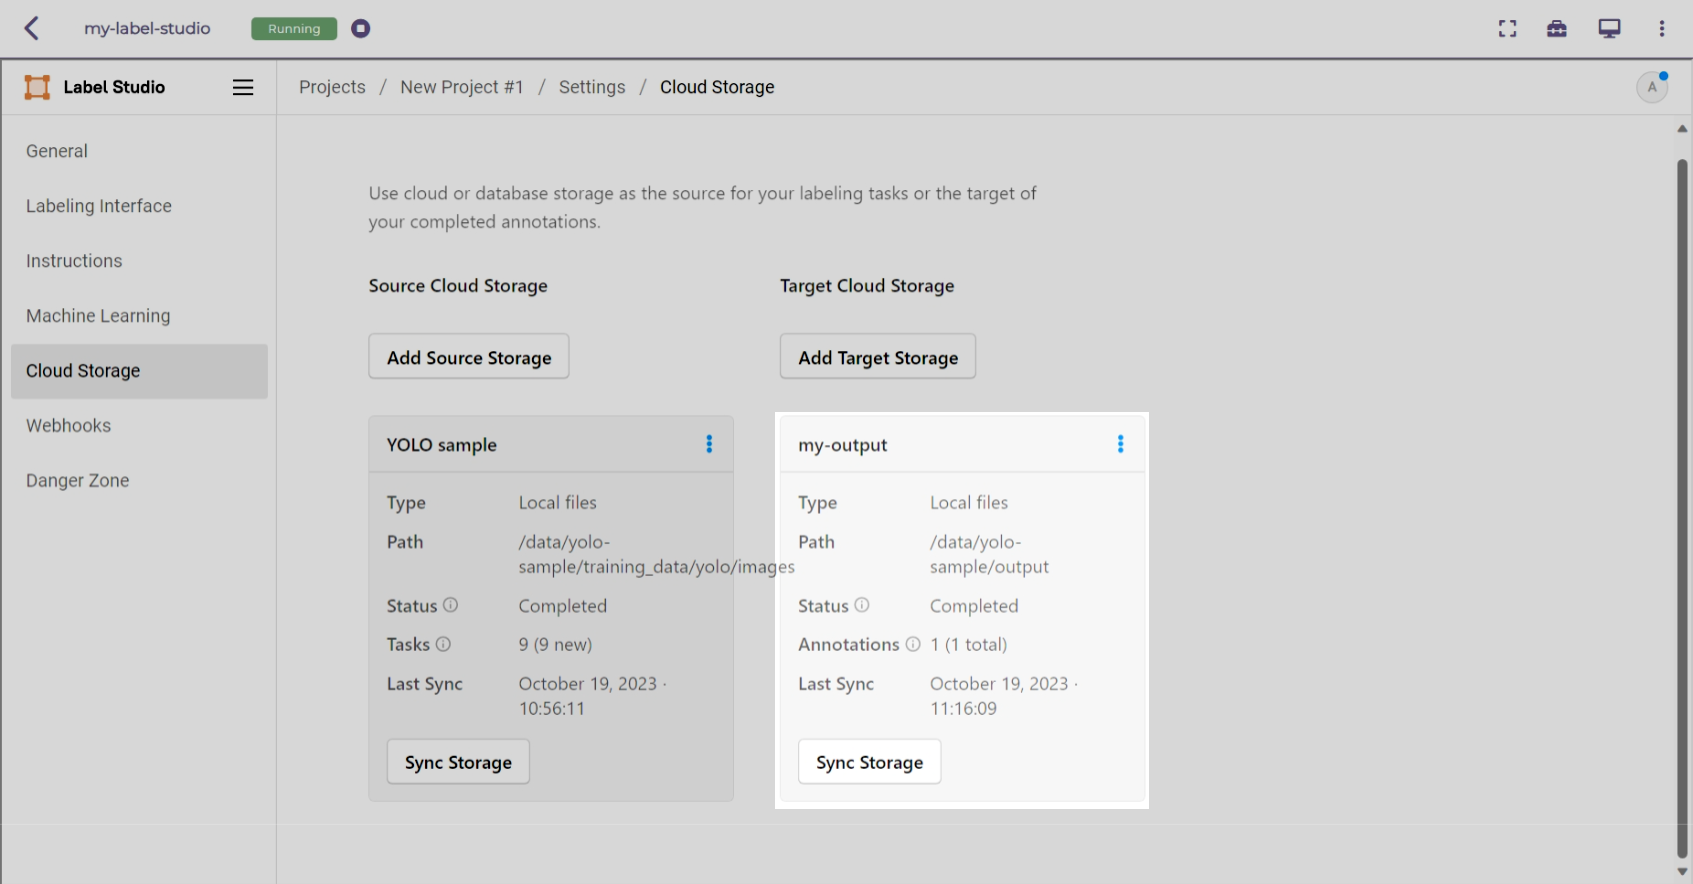 my-label-studio
Running
Label Studio
Projects / New Project #1 / Settings / Cloud Storage
A
General
Labeling Interface
Instructions
Machine Learning
Cloud Storage
Webhooks
Danger Zone
Use cloud or database storage as the source for your labeling tasks or the target of
your completed annotations.
Source Cloud Storage
Add Source Storage
YOLO sample
Type Local files
Path /data/yolo-
sample/training_data/yolo/images
Status Completed
Tasks 9 (9 new)
Last Sync October 19, 2023 ·
10:56:11
Sync Storage
Target Cloud Storage
Add Target Storage
my-output
Type Local files
Path /data/yolo-
sample/output
Status Completed
Annotations 1 (1 total)
Last Sync October 19, 2023 ·
11:16:09
Sync Storage